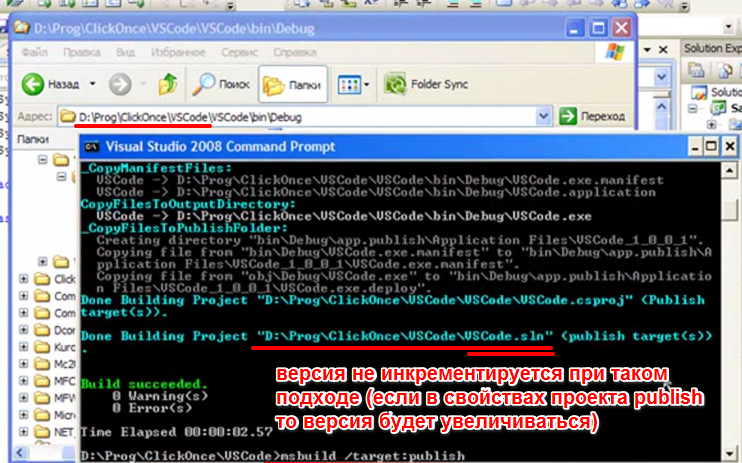 D:\Prog\ClickOnce\VSCode\VSCode\bin\Debug
Файл Правка Вид Избранное Сервис Справка
Solution Expl
Назад Поиск Папки Folder Sync
Solutio
Sa
Адрес: D:\Prog\ClickOnce\VSCode\VSCode\bin\Debug Переход
Папки
Visual Studio 2008 Command Prompt
_CopyManifestFiles:
VSCode -> D:\Prog\ClickOnce\VSCode\VSCode\bin\Debug\VSCode.exe.manifest
VSCode -> D:\Prog\ClickOnce\VSCode\VSCode\bin\Debug\VSCode.application
CopyFilesToOutputDirectory:
VSCode -> D:\Prog\ClickOnce\VSCode\VSCode\bin\Debug\VSCode.exe
_CopyFilesToPublishFolder:
Creating directory "bin\Debug\app.publish\Application Files\VSCode_1_0_0_1".
Copying file from "bin\Debug\VSCode.exe.manifest" to "bin\Debug\app.publish\A
pplication Files\VSCode_1_0_0_1\VSCode.exe.manifest".
Copying file from "obj\Debug\VSCode.exe" to "bin\Debug\app.publish\Applicatio
n Files\VSCode_1_0_0_1\VSCode.exe.deploy".
Done Building Project "D:\Prog\ClickOnce\VSCode\VSCode\VSCode.csproj" (Publish
target(s)).
Done Building Project "D:\Prog\ClickOnce\VSCode\VSCode.sln" (publish target(s))
.
Build succeeded.
0 Warning(s)
0 Error(s)
Time Elapsed 00:00:02.57
D:\Prog\ClickOnce\VSCode>msbuild /target:publish
версия не инкрементируется при таком
подходе (если в свойствах проекта publish
то версия будет увеличиваться)
Click
Com
Com
Dcor
Kurc
Mc2
MFC
MFW
Micr
NET_